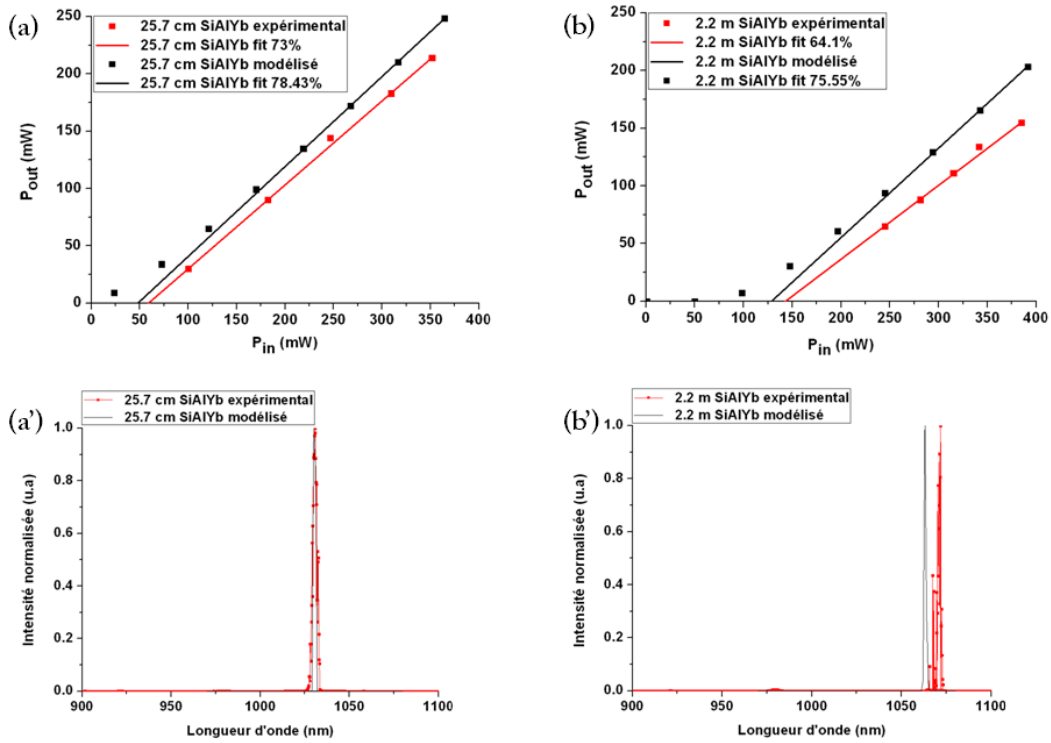 (a)
25.7 cm SiAlYb expérimental
25.7 cm SiAlYb fit 73%
25.7 cm SiAlYb modélisé
25.7 cm SiAlYb fit 78.43%
250
200
150
100
50
0
Pout (mW)
0 50 100 150 200 250 300 350 400
Pin (mW)
(b)
2.2 m SiAlYb expérimental
2.2 m SiAlYb fit 64.1%
2.2 m SiAlYb modélisé
2.2 m SiAlYb fit 75.55%
250
200
150
100
50
0
Pout (mW)
0 50 100 150 200 250 300 350 400
Pin (mW)
(a')
25.7 cm SiAlYb expérimental
25.7 cm SiAlYb modélisé
1.0
0.8
0.6
0.4
0.2
0.0
Intensité normalisée (u.a)
900 950 1000 1050 1100
Longueur d'onde (nm)
(b')
2.2 m SiAlYb expérimental
2.2 m SiAlYb modélisé
1.0
0.8
0.6
0.4
0.2
0.0
Intensité normalisée (u.a)
900 950 1000 1050 1100
Longueur d'onde (nm)